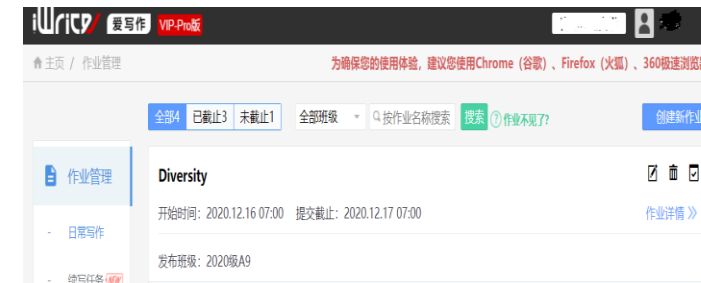 iWrite 爱写作 VIP-Pro版
主页 / 作业管理 为确保您的使用体验，建议您使用Chrome（谷歌）、Firefox（火狐）、360极速浏览
全部4 已截止3 未截止1 全部班级 按作业名称搜索 搜索 ? 作业不见了? 创建新作业
作业管理
Diversity
开始时间：2020.12.16 07:00 提交截止：2020.12.17 07:00 作业详情 》
- 日常写作
发布班级：2020级A9
- 续写任务 NEW